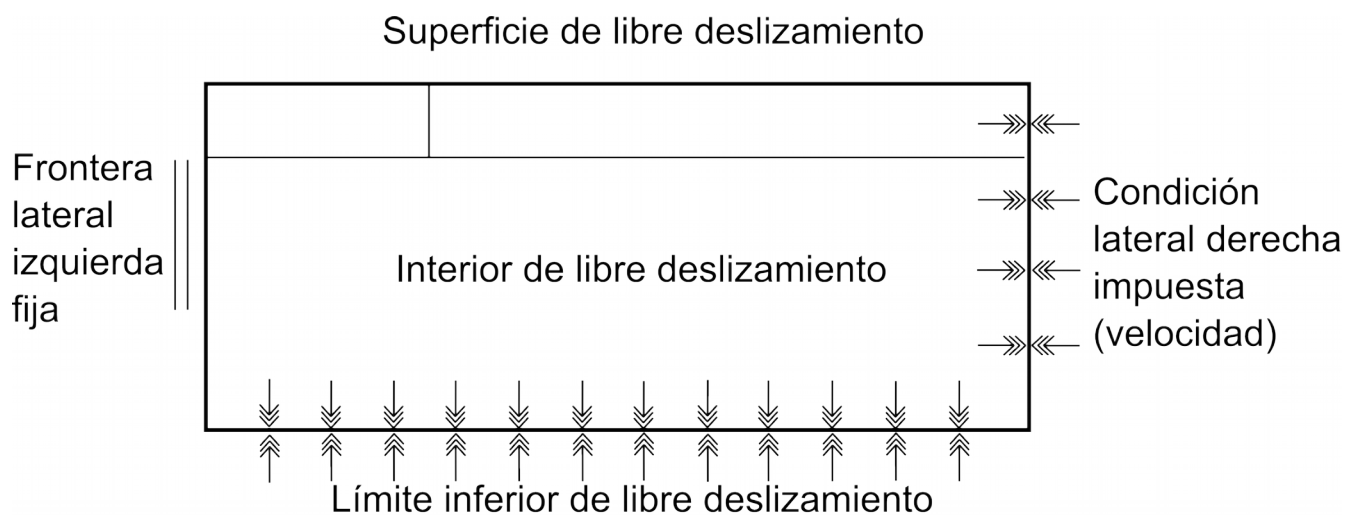 Superficie de libre deslizamiento
Frontera
lateral
izquierda
fija
Interior de libre deslizamiento
Condición
lateral derecha
impuesta
(velocidad)
Límite inferior de libre deslizamiento